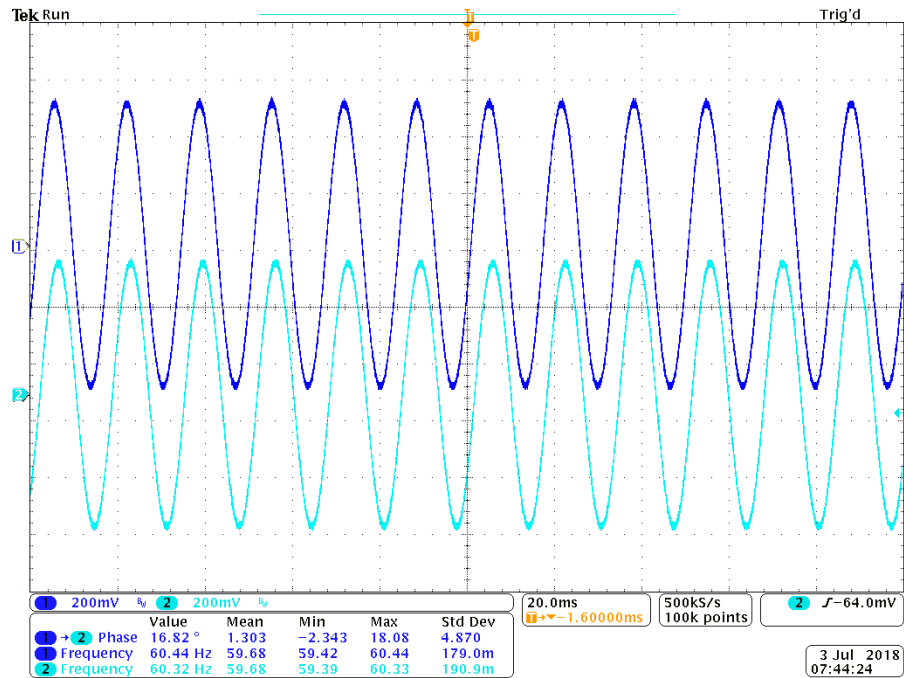 Tek Run Trig'd
T
T
1
2
1 200mV BW 2 200mV BW
20.0ms
T→▼−1.60000ms
500kS/s
100k points
2 ʃ−64.0mV
Value Mean Min Max Std Dev
1 → 2 Phase 16.82 ° 1.303 −2.343 18.08 4.870
1 Frequency 60.44 Hz 59.68 59.42 60.44 179.0m
2 Frequency 60.32 Hz 59.68 59.39 60.33 190.9m
3 Jul 2018
07:44:24